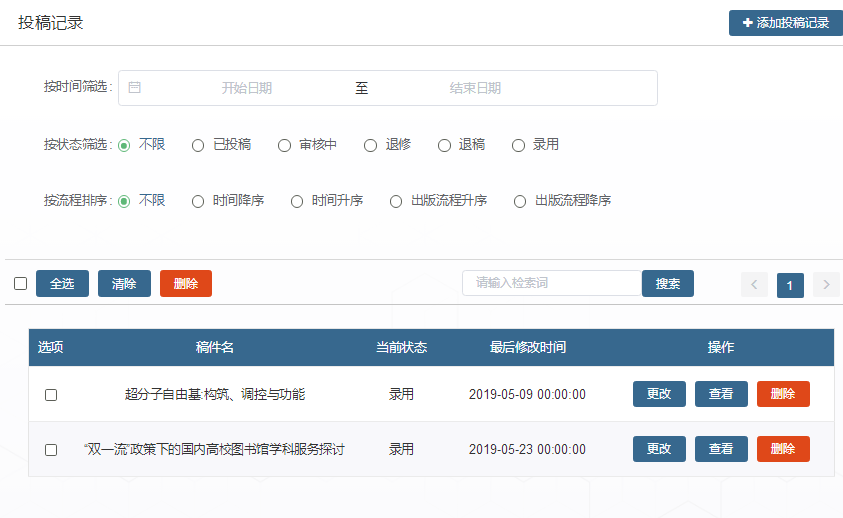 投稿记录
添加投稿记录
按时间筛选: 开始日期 至 结束日期
按状态筛选: 不限 已投稿 审核中 退修 退稿 录用
按流程排序: 不限 时间降序 时间升序 出版流程升序 出版流程降序
全选 清除 删除 请输入检索词 搜索 < 1 >
选项 稿件名 当前状态 最后修改时间 操作
超分子自由基:构筑、调控与功能 录用 2019-05-09 00:00:00 更改 查看 删除
“双一流”政策下的国内高校图书馆学科服务探讨 录用 2019-05-23 00:00:00 更改 查看 删除